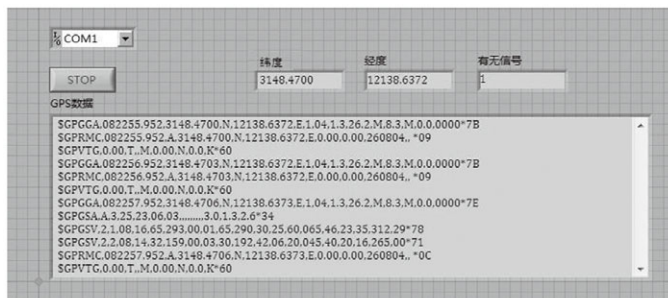 COM1
纬度
经度
有无信号
STOP
3148.4700
12138.6372
1
GPS数据
$GPGGA,082255.952,3148.4700,N,12138.6372,E,1.04,1.3,26.2,M,8.3,M,0.0,0000*7B
$GPRMC,082255.952,A,3148.4700,N,12138.6372,E,0.00,0.00,260804,, *09
$GPVTG,0.00,T,,M,0.00,N,0.0,K*60
$GPGGA,082256.952,3148.4703,N,12138.6372,E,1.04,1.3,26.2,M,8.3,M,0.0,0000*7B
$GPRMC,082256.952,A,3148.4703,N,12138.6372,E,0.00,0.00,260804,, *09
$GPVTG,0.00,T,,M,0.00,N,0.0,K*60
$GPGGA,082257.952,3148.4706,N,12138.6373,E,1.04,1.3,26.2,M,8.3,M,0.0,0000*7E
$GPGSA,A,3,25,23,06,03,,,,,,,,,3.0,1.3,2.6*34
$GPGSV,2,1,08,16,65,293,00,01,65,290,30,25,60,065,46,23,35,312,29*78
$GPGSV,2,2,08,14,32,159,00,03,30,192,42,06,20,045,40,20,16,265,00*71
$GPRMC,082257.952,A,3148.4706,N,12138.6373,E,0.00,0.00,260804,, *0C
$GPVTG,0.00,T,,M,0.00,N,0.0,K*60